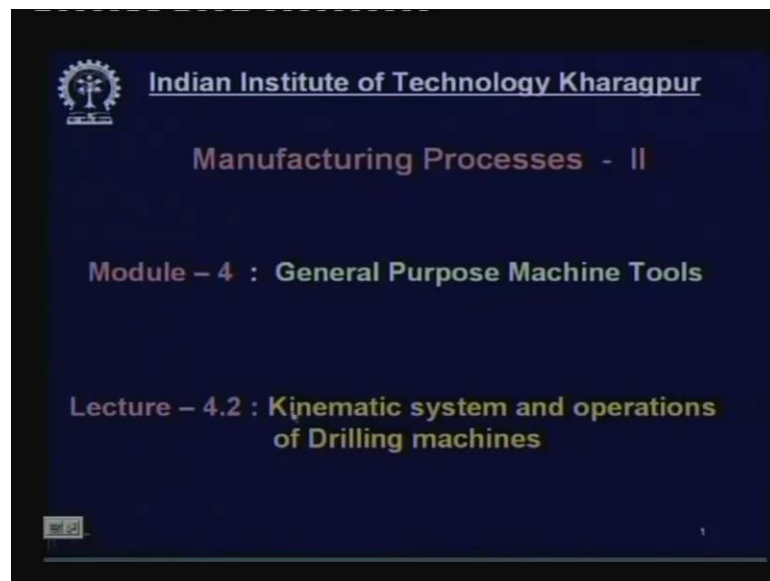 Indian Institute of Technology Kharagpur
Manufacturing Processes - II
Module – 4 : General Purpose Machine Tools
Lecture – 4.2 : Kinematic system and operations
of Drilling machines
1